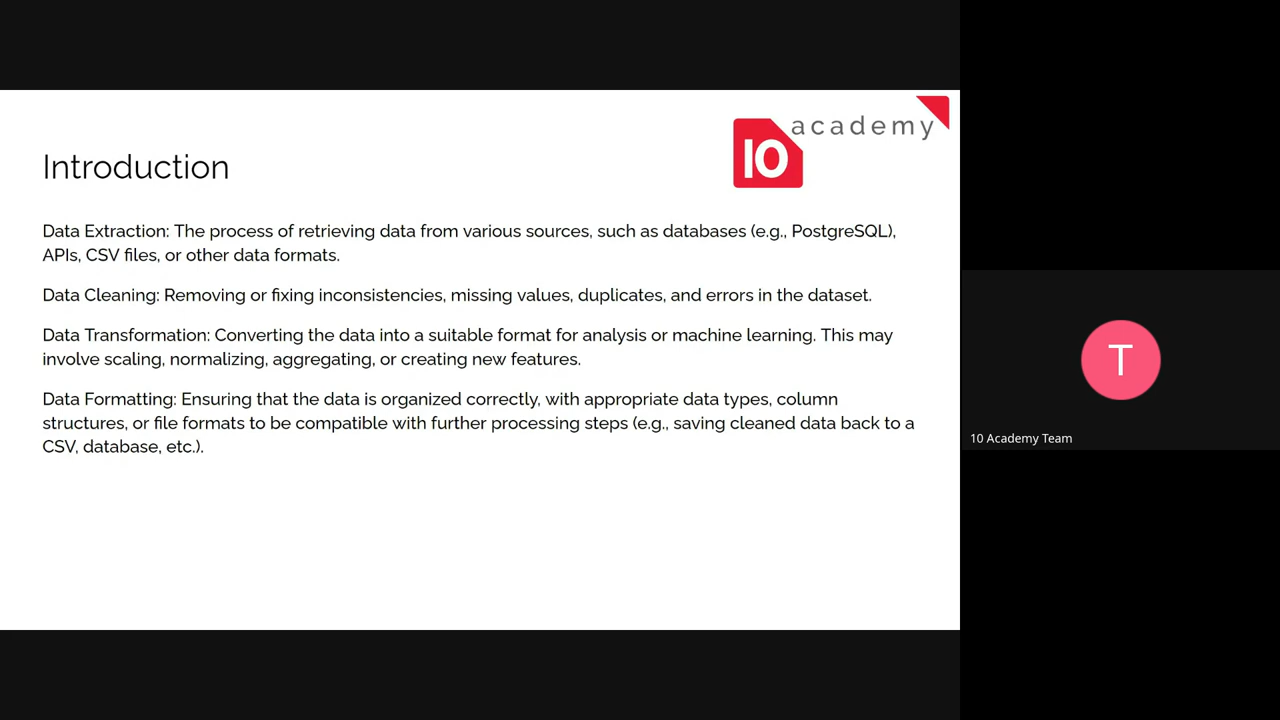 10 academy
Introduction
Data Extraction: The process of retrieving data from various sources, such as databases (e.g., PostgreSQL),
APIs, CSV files, or other data formats.
Data Cleaning: Removing or fixing inconsistencies, missing values, duplicates, and errors in the dataset.
Data Transformation: Converting the data into a suitable format for analysis or machine learning. This may
involve scaling, normalizing, aggregating, or creating new features.
Data Formatting: Ensuring that the data is organized correctly, with appropriate data types, column
structures, or file formats to be compatible with further processing steps (e.g., saving cleaned data back to a
CSV, database, etc.).
T
10 Academy Team